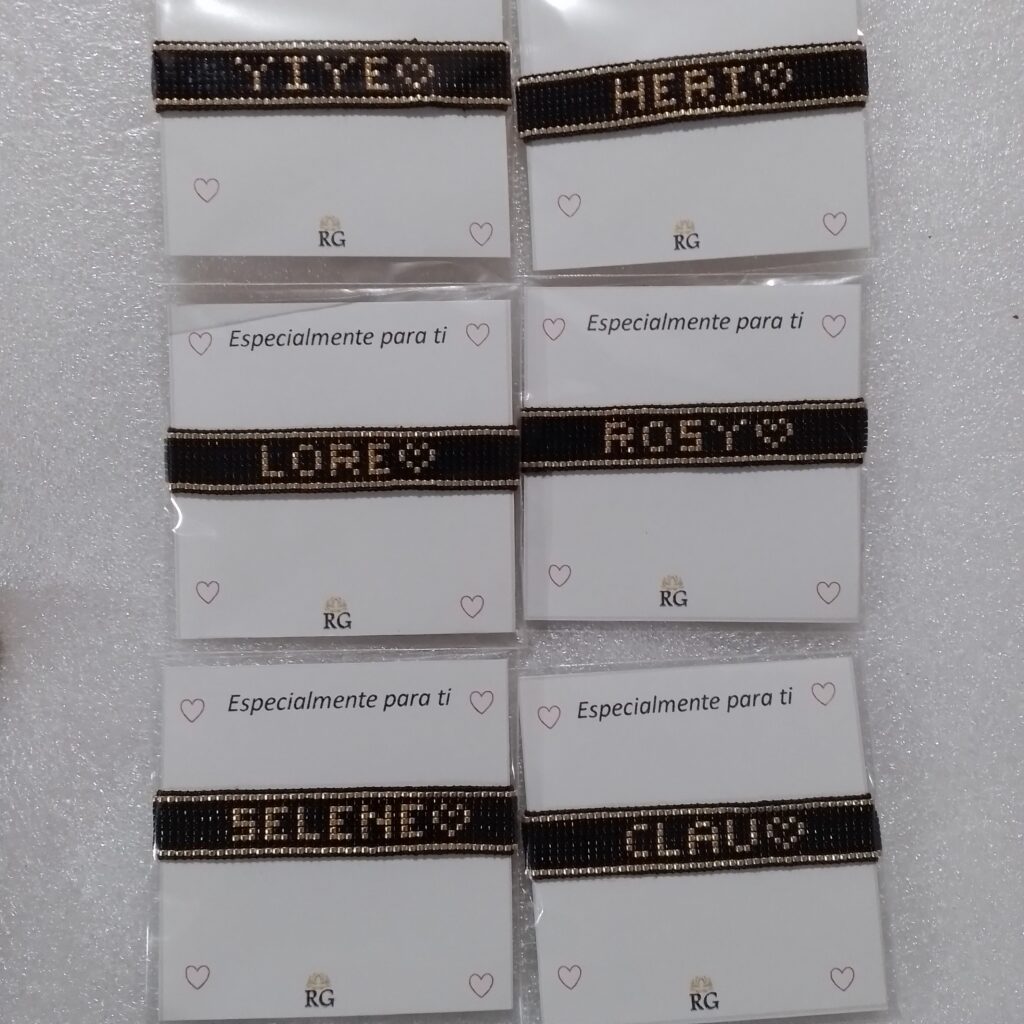 YIYE♡
HERI♡
RG
RG
Especialmente para ti
Especialmente para ti
LORE♡
ROSY♡
RG
RG
Especialmente para ti
Especialmente para ti
SELENE♡
CLAU♡
RG
RG